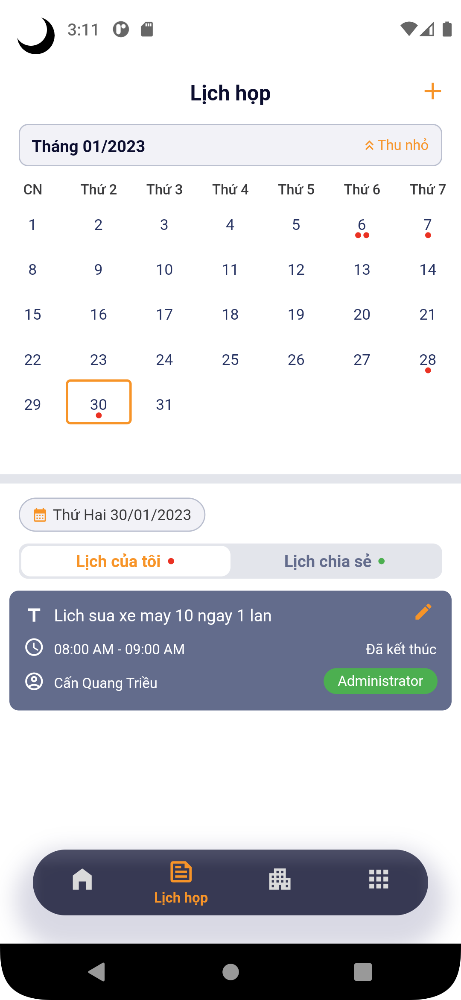 3:11
Lịch họp
Tháng 01/2023 Thu nhỏ
CN Thứ 2 Thứ 3 Thứ 4 Thứ 5 Thứ 6 Thứ 7
1 2 3 4 5 6 7
8 9 10 11 12 13 14
15 16 17 18 19 20 21
22 23 24 25 26 27 28
29 30 31
Thứ Hai 30/01/2023
Lịch của tôi Lịch chia sẻ
Lich sua xe may 10 ngay 1 lan
08:00 AM - 09:00 AM Đã kết thúc
Cấn Quang Triều Administrator
Lịch họp